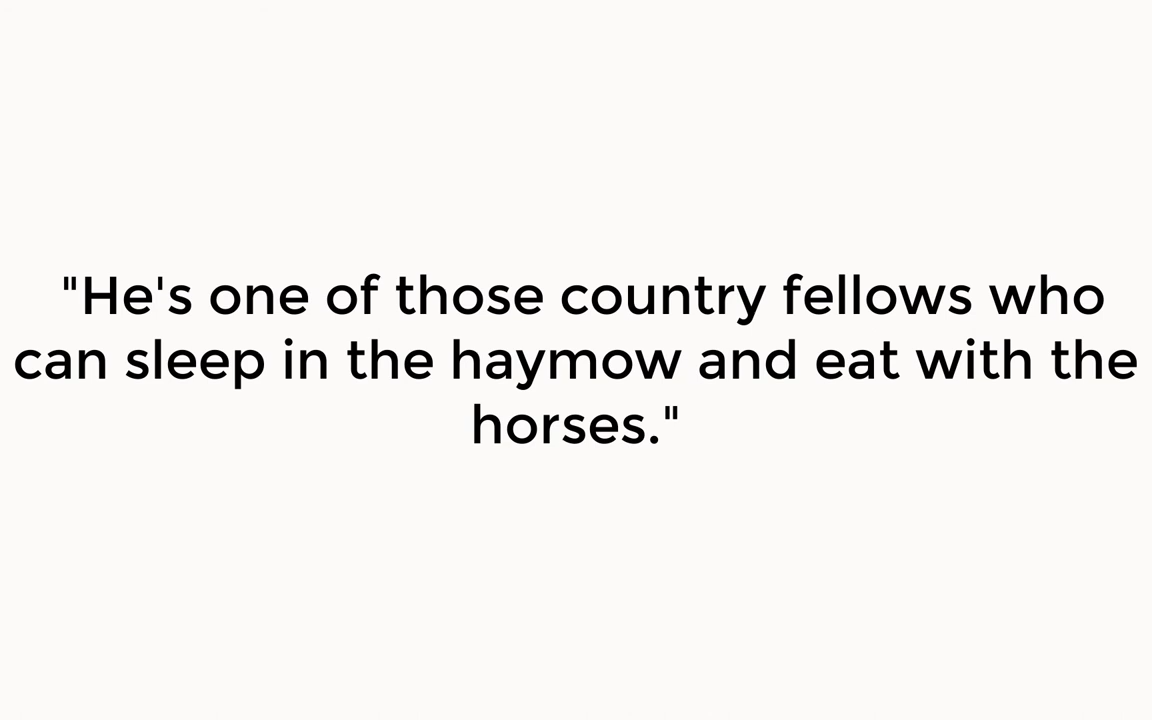 "He's one of those country fellows who
can sleep in the haymow and eat with the
horses."